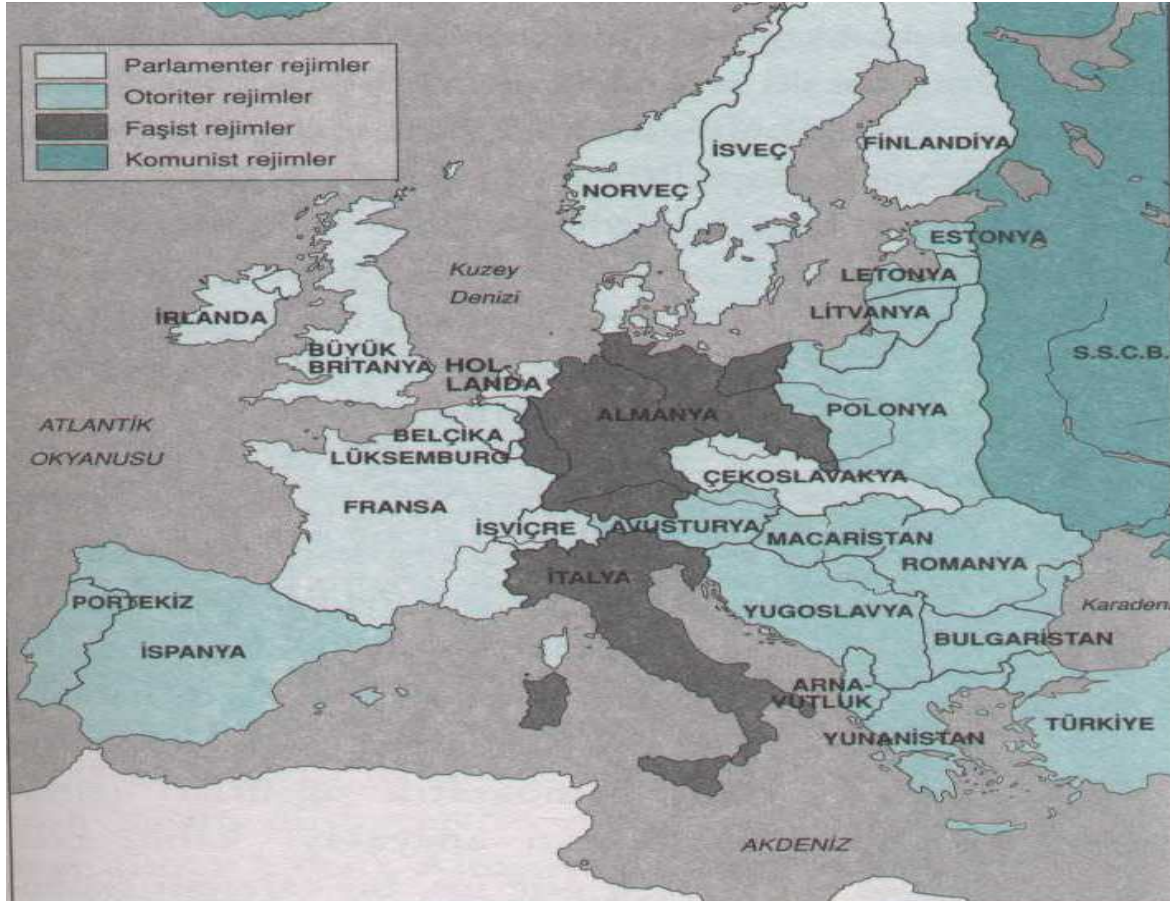 Parlamenter rejimler
Otoriter rejimler
Faşist rejimler
Komunist rejimler
İSVEÇ
FİNLANDİYA
NORVEÇ
ESTONYA
Kuzey
Denizi
LETONYA
LİTVANYA
İRLANDA
BÜYÜK
BRİTANYA
HOL-
LANDA
S.S.C.B.
ALMANYA
POLONYA
ATLANTİK
OKYANUSU
BELÇİKA
LÜKSEMBURG
ÇEKOSLAVAKYA
FRANSA
İSVİÇRE
AVUSTURYA
MACARİSTAN
ROMANYA
İTALYA
PORTEKİZ
YUGOSLAVYA
Karaden
İSPANYA
BULGARİSTAN
ARNA-
VUTLUK
TÜRKİYE
YUNANİSTAN
AKDENİZ